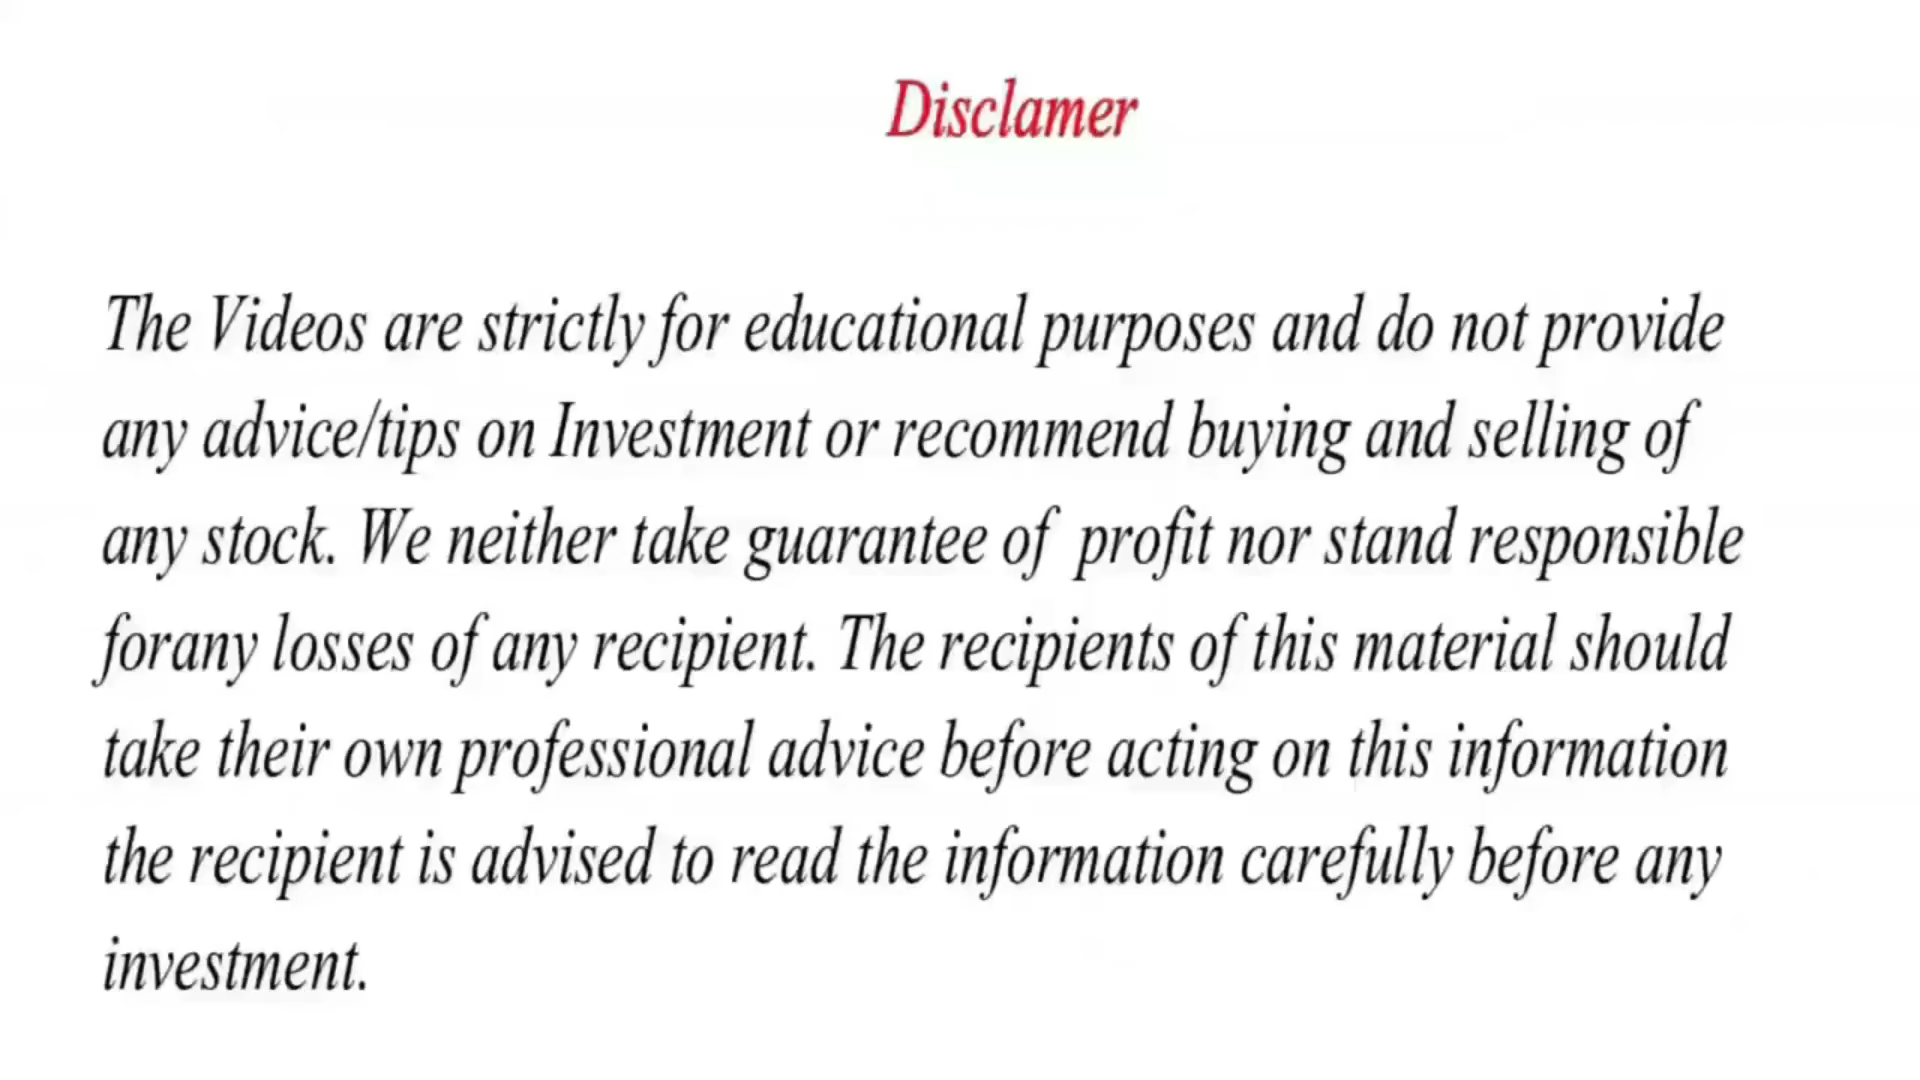 Disclamer
The Videos are strictly for educational purposes and do not provide
any advice/tips on Investment or recommend buying and selling of
any stock. We neither take guarantee of profit nor stand responsible
forany losses of any recipient. The recipients of this material should
take their own professional advice before acting on this information
the recipient is advised to read the information carefully before any
investment.